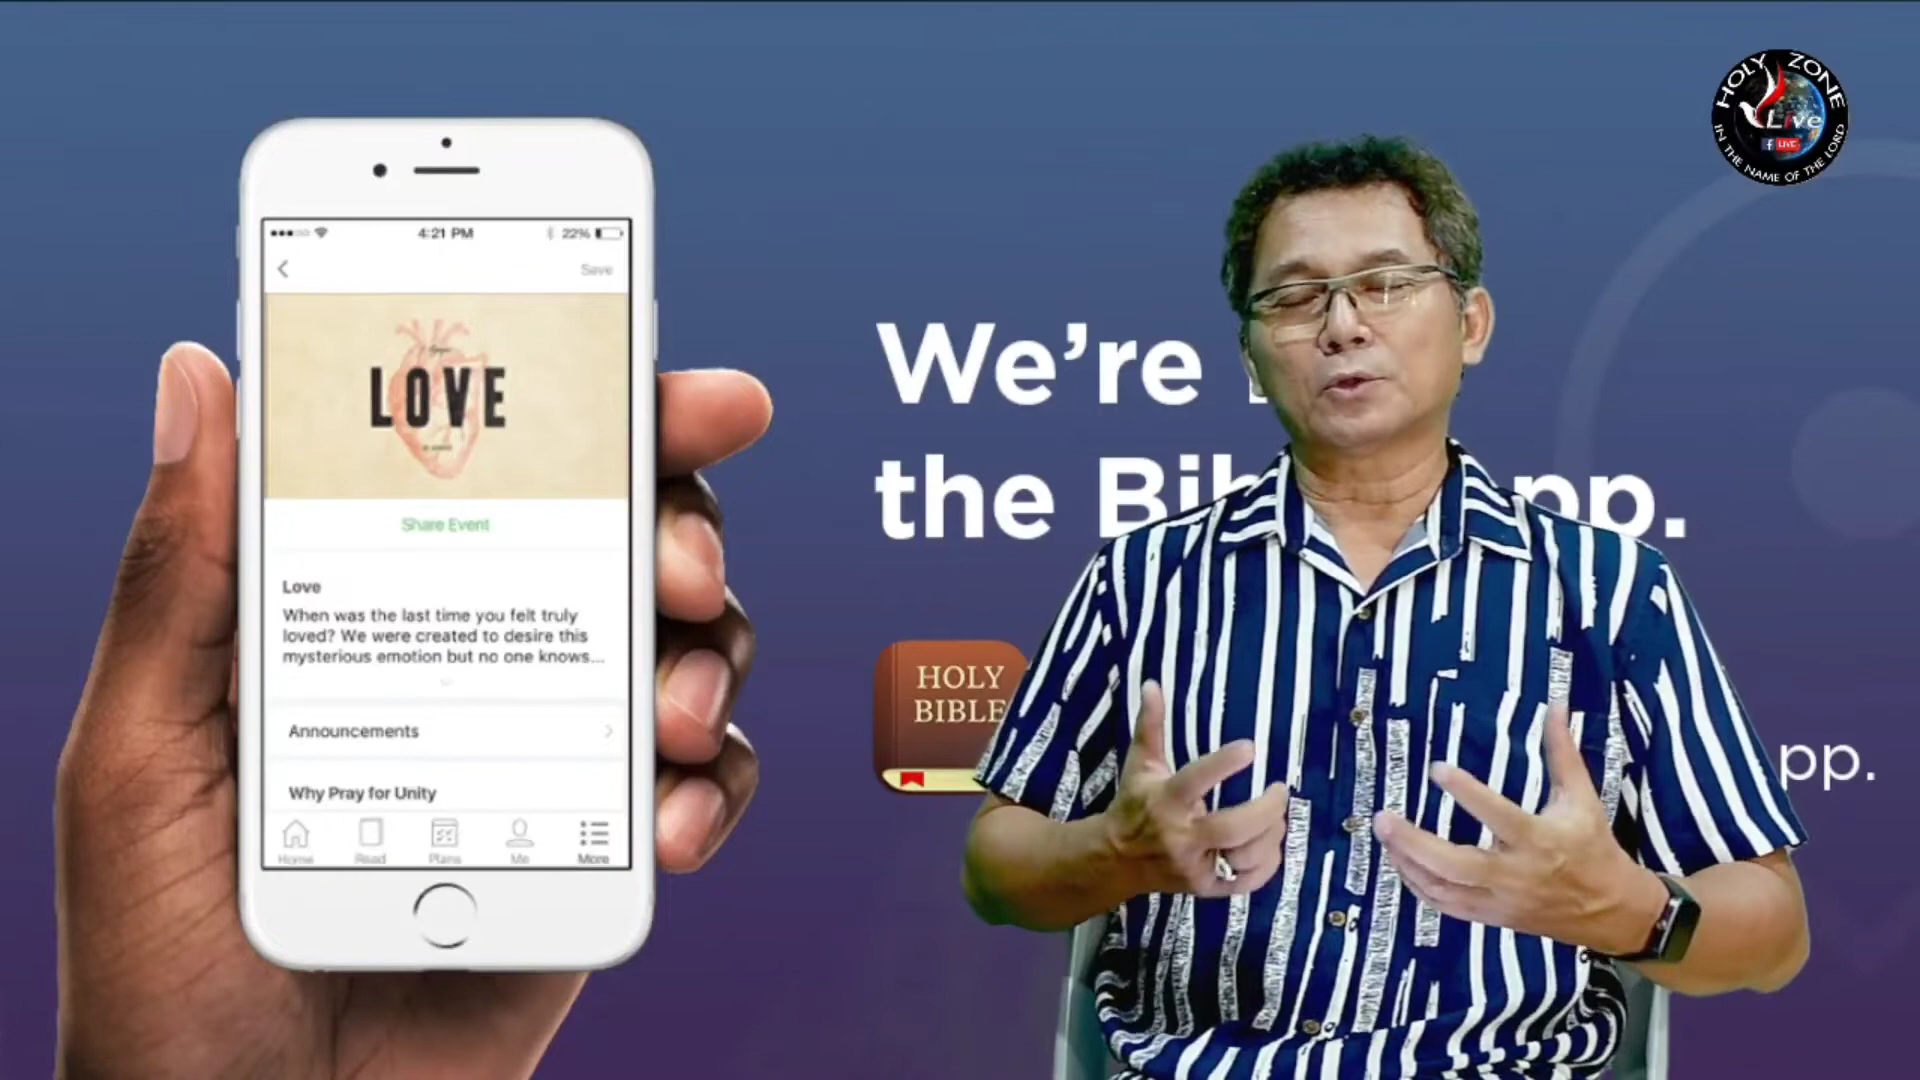 HOLY ZONE
Live
f LIVE
IN THE NAME OF THE LORD
4:21 PM
22%
Save
LOVE
Share Event
Love
When was the last time you felt truly
loved? We were created to desire this
mysterious emotion but no one knows...
Announcements
Why Pray for Unity
Home Read Plans Me More
We're
the pp.
HOLY
BIBLE
pp.